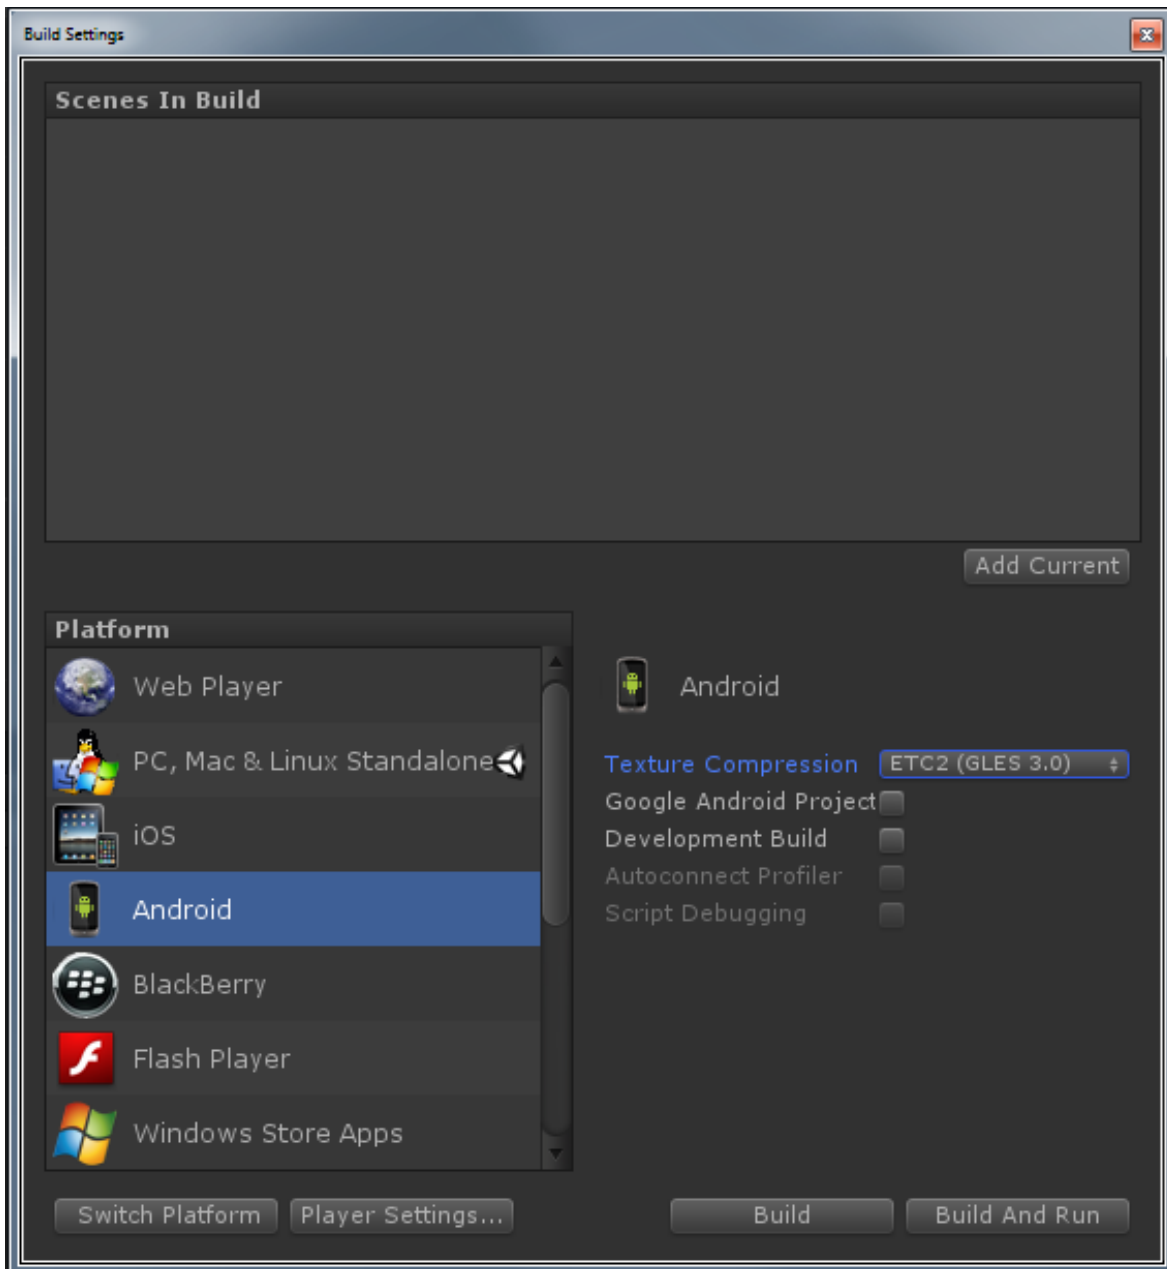 Build Settings
Scenes In Build
Add Current
Platform
Web Player
PC, Mac & Linux Standalone
iOS
Android
BlackBerry
Flash Player
Windows Store Apps
Android
Texture Compression ETC2 (GLES 3.0)
Google Android Project
Development Build
Autoconnect Profiler
Script Debugging
Switch Platform Player Settings... Build Build And Run